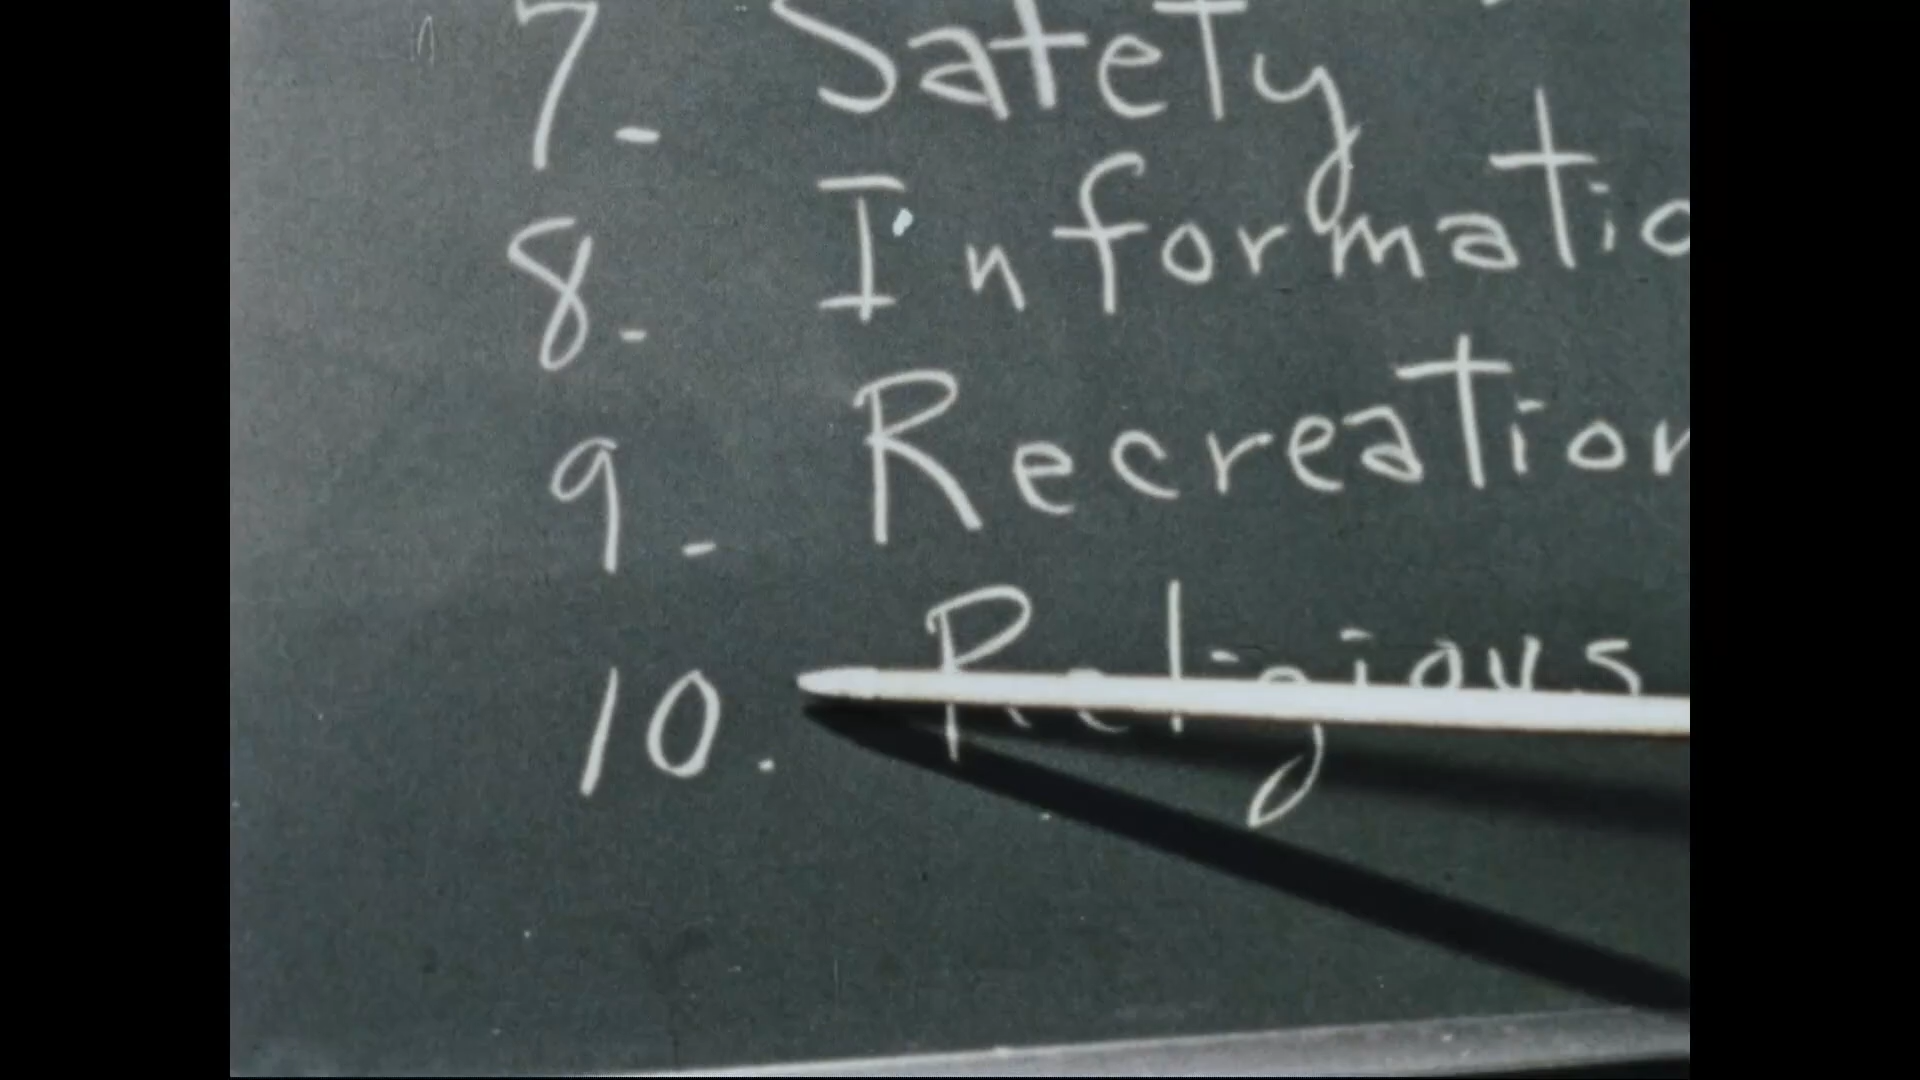 7- Safety
8- Informatio
9- Recreation
10. Religious